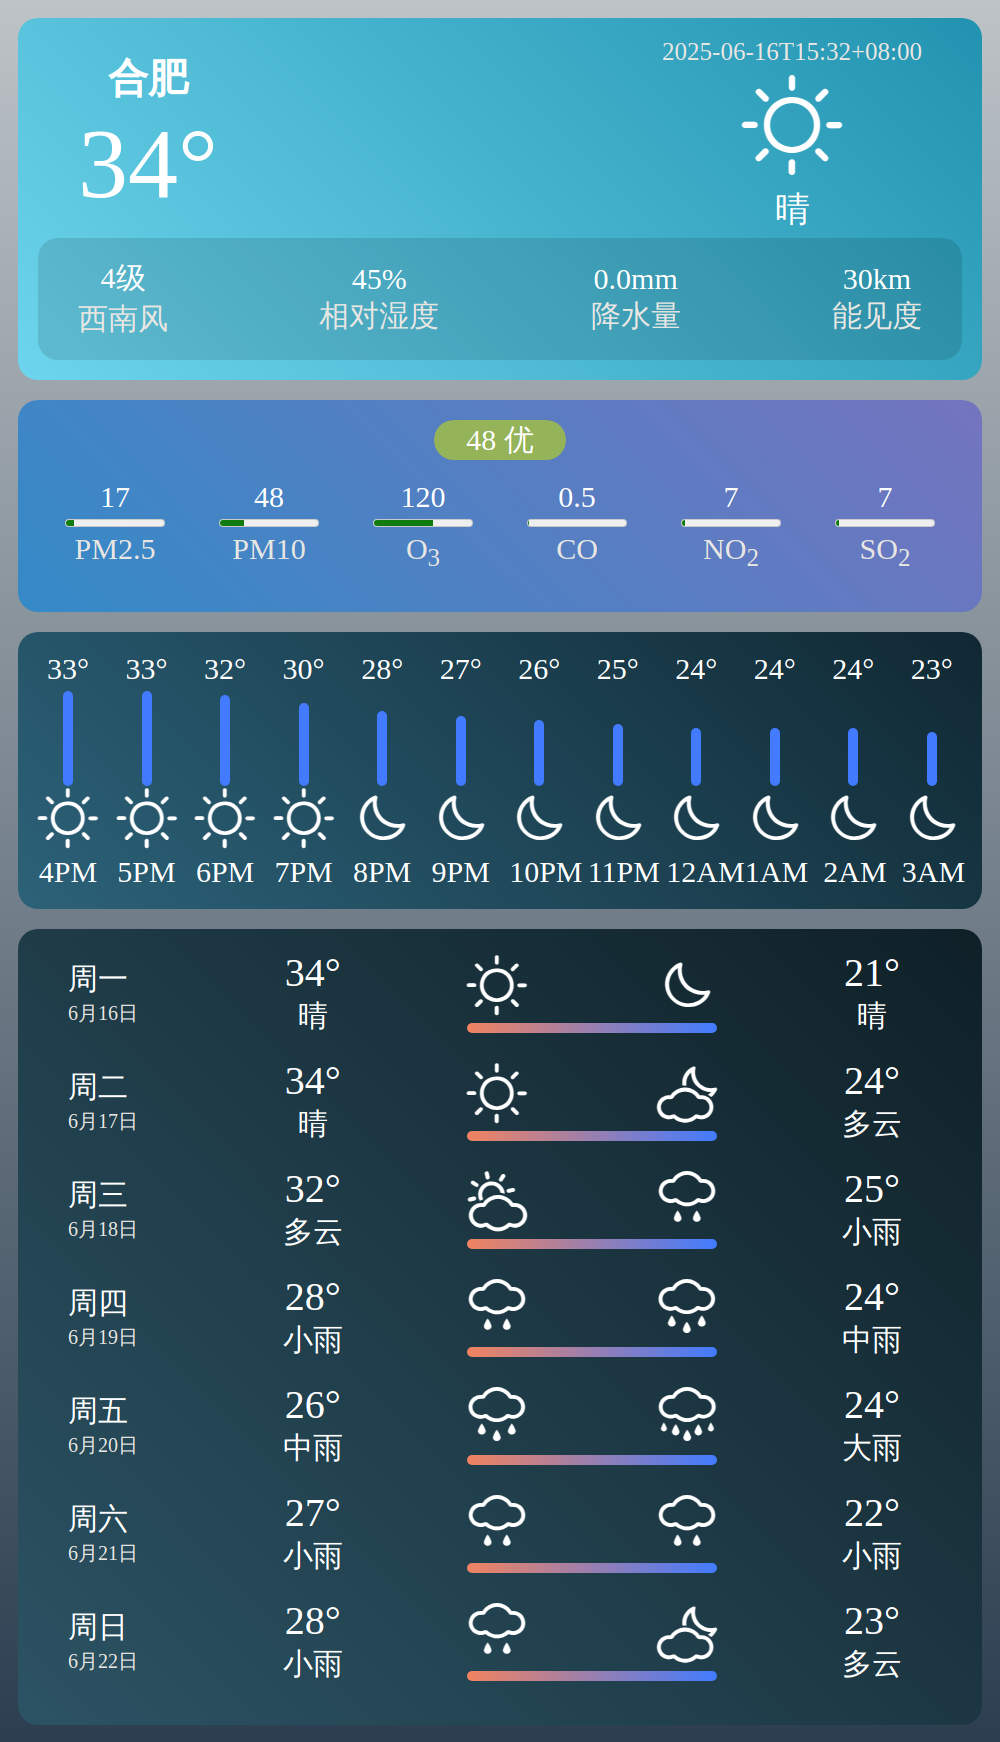 合肥
34°
2025-06-16T15:32+08:00
晴
4级 45% 0.0mm 30km
西南风 相对湿度 降水量 能见度
48 优
17 48 120 0.5 7 7
PM2.5 PM10 O3 CO NO2 SO2
33° 33° 32° 30° 28° 27° 26° 25° 24° 24° 24° 23°
4PM 5PM 6PM 7PM 8PM 9PM 10PM 11PM 12AM 1AM 2AM 3AM
周一 34° 21°
6月16日 晴 晴
周二 34° 24°
6月17日 晴 多云
周三 32° 25°
6月18日 多云 小雨
周四 28° 24°
6月19日 小雨 中雨
周五 26° 24°
6月20日 中雨 大雨
周六 27° 22°
6月21日 小雨 小雨
周日 28° 23°
6月22日 小雨 多云